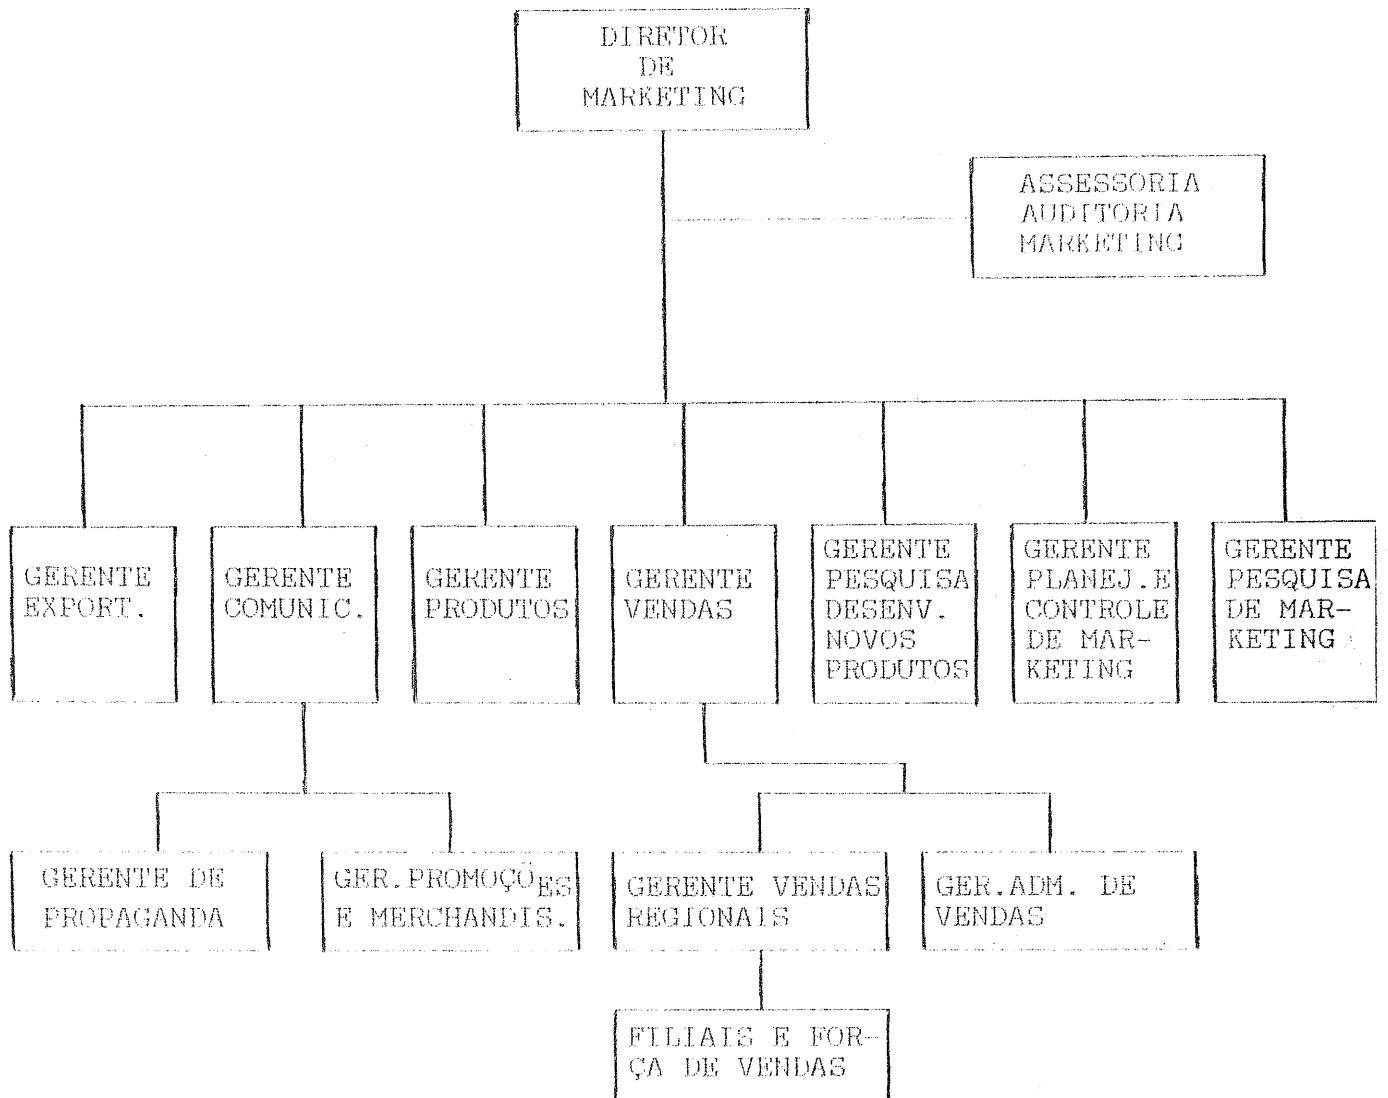 DIRETOR
DE
MARKETING
ASSESSORIA
AUDITORIA
MARKETING
GERENTE
EXPORT.
GERENTE
COMUNIC.
GERENTE
PRODUTOS
GERENTE
VENDAS
GERENTE
PESQUISA
DESENV.
NOVOS
PRODUTOS
GERENTE
PLANEJ.E
CONTROLE
DE MAR-
KETING
GERENTE
PESQUISA
DE MAR-
KETING
GERENTE DE
PROPAGANDA
GER.PROMOÇÕES
E MERCHANDIS.
GERENTE VENDAS
REGIONAIS
GER.ADM. DE
VENDAS
FILIAIS E FOR-
ÇA DE VENDAS